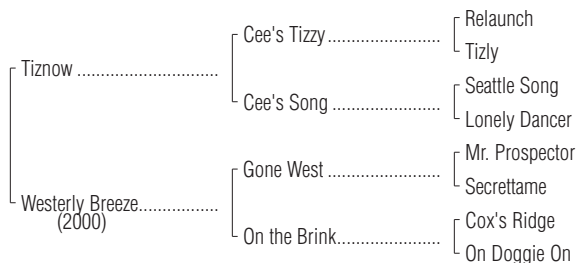 Relaunch
Cee's Tizzy ........................
Tizly
Tiznow ..............................
Seattle Song
Cee's Song .......................
Lonely Dancer
Mr. Prospector
Gone West ........................
Secrettame
Westerly Breeze.................
(2000)
Cox's Ridge
On the Brink......................
On Doggie On